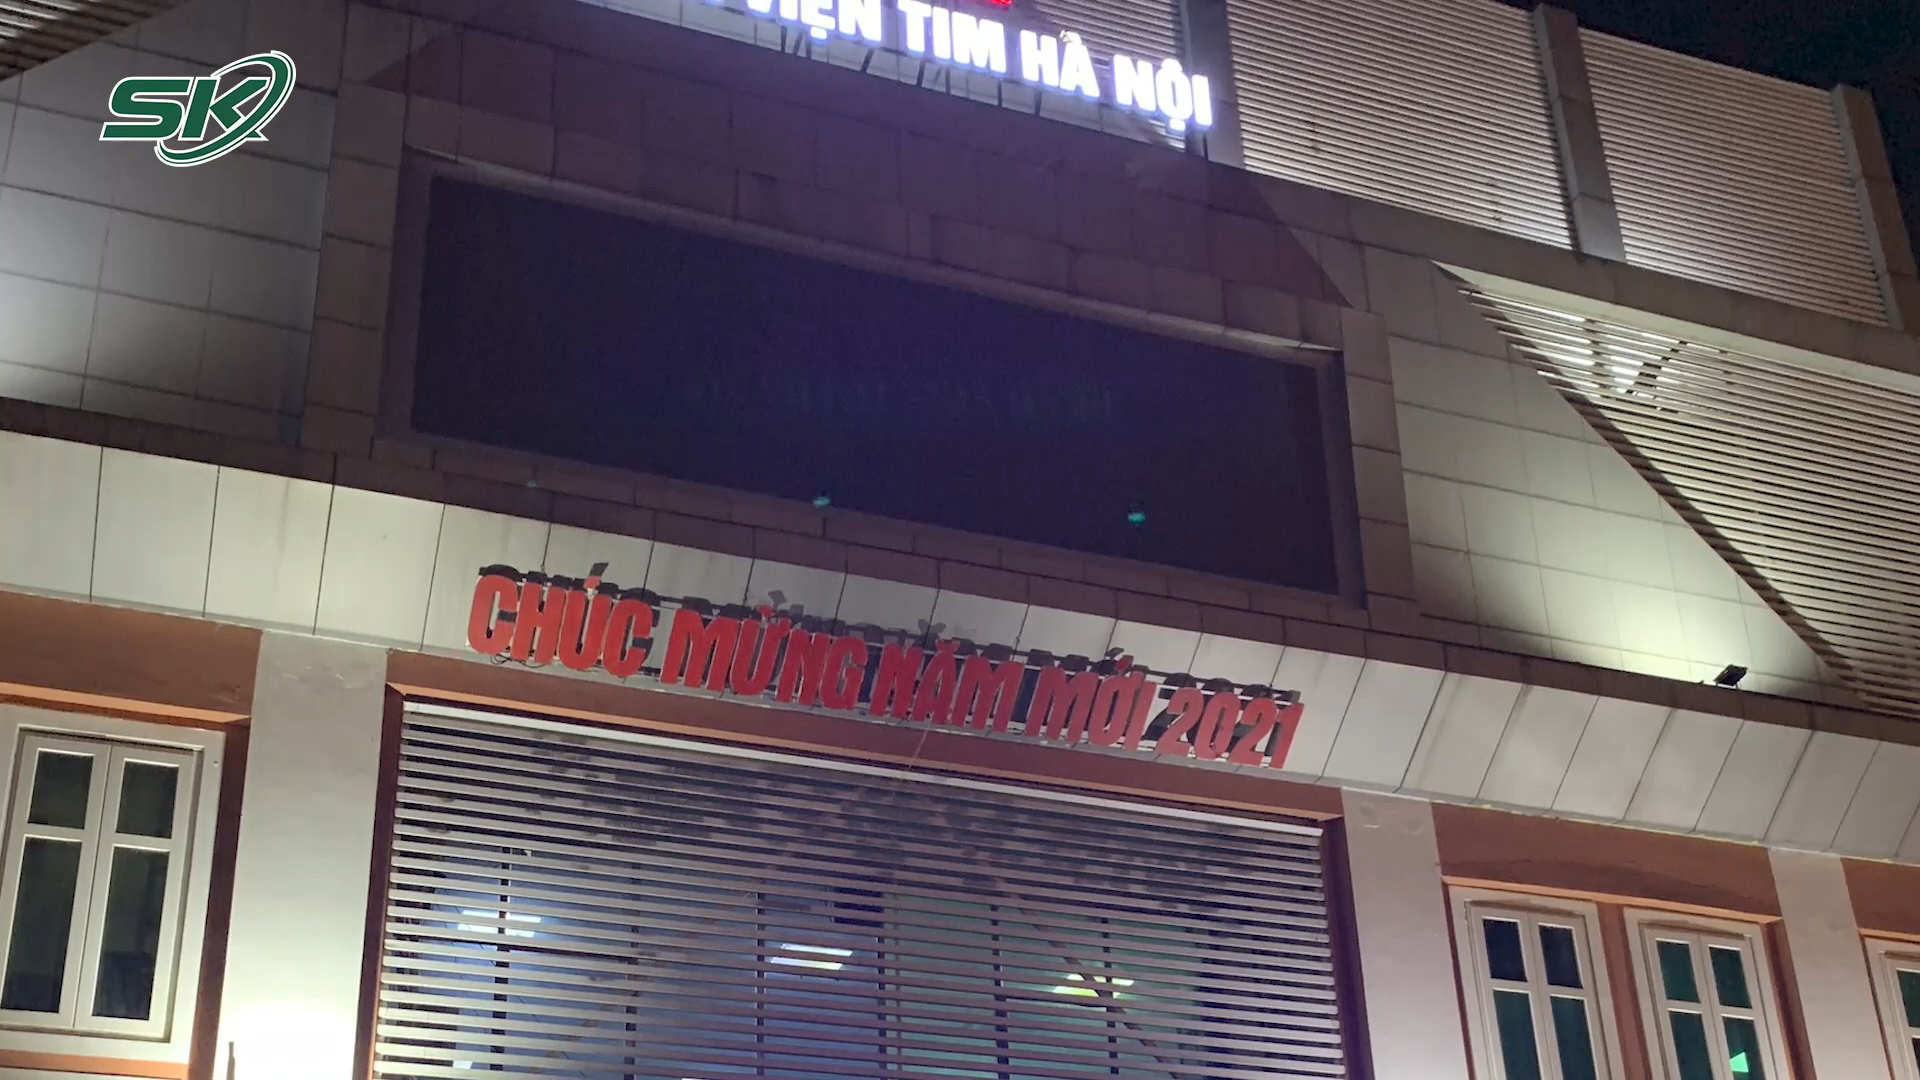 SK
VIỆN TIM HÀ NỘI
CHÚC MỪNG NĂM MỚI 2021